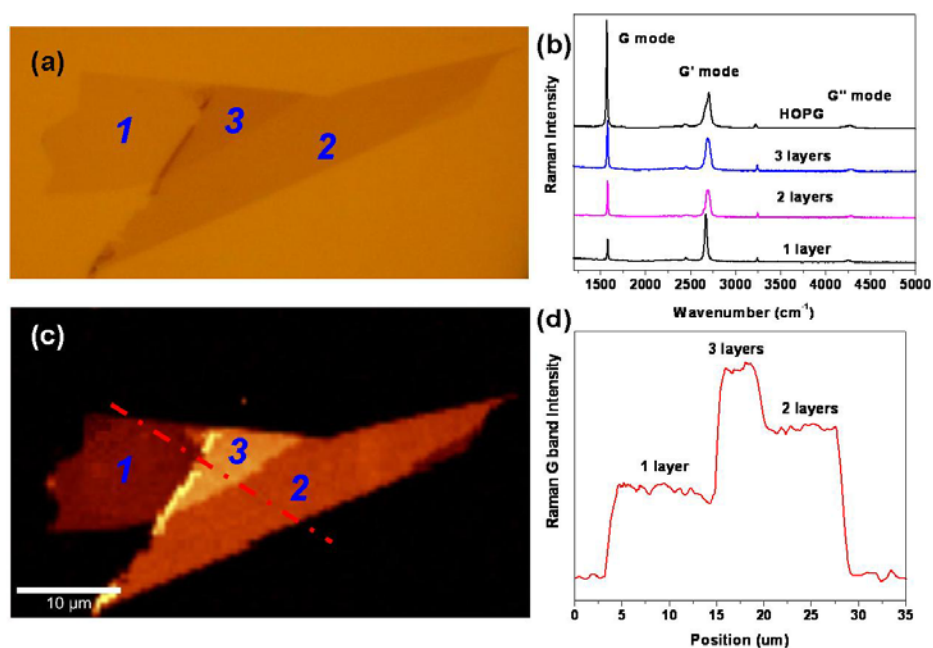 (a)
1
3
2
(b)
G mode
G' mode
G'' mode
HOPG
3 layers
2 layers
1 layer
Raman Intensity
1500 2000 2500 3000 3500 4000 4500 5000
Wavenumber (cm⁻¹)
(c)
1
3
2
10 µm
(d)
3 layers
2 layers
1 layer
Raman G band Intensity
0 5 10 15 20 25 30 35
Position (um)